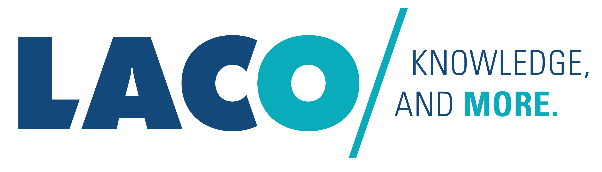 LACO
KNOWLEDGE,
AND MORE.